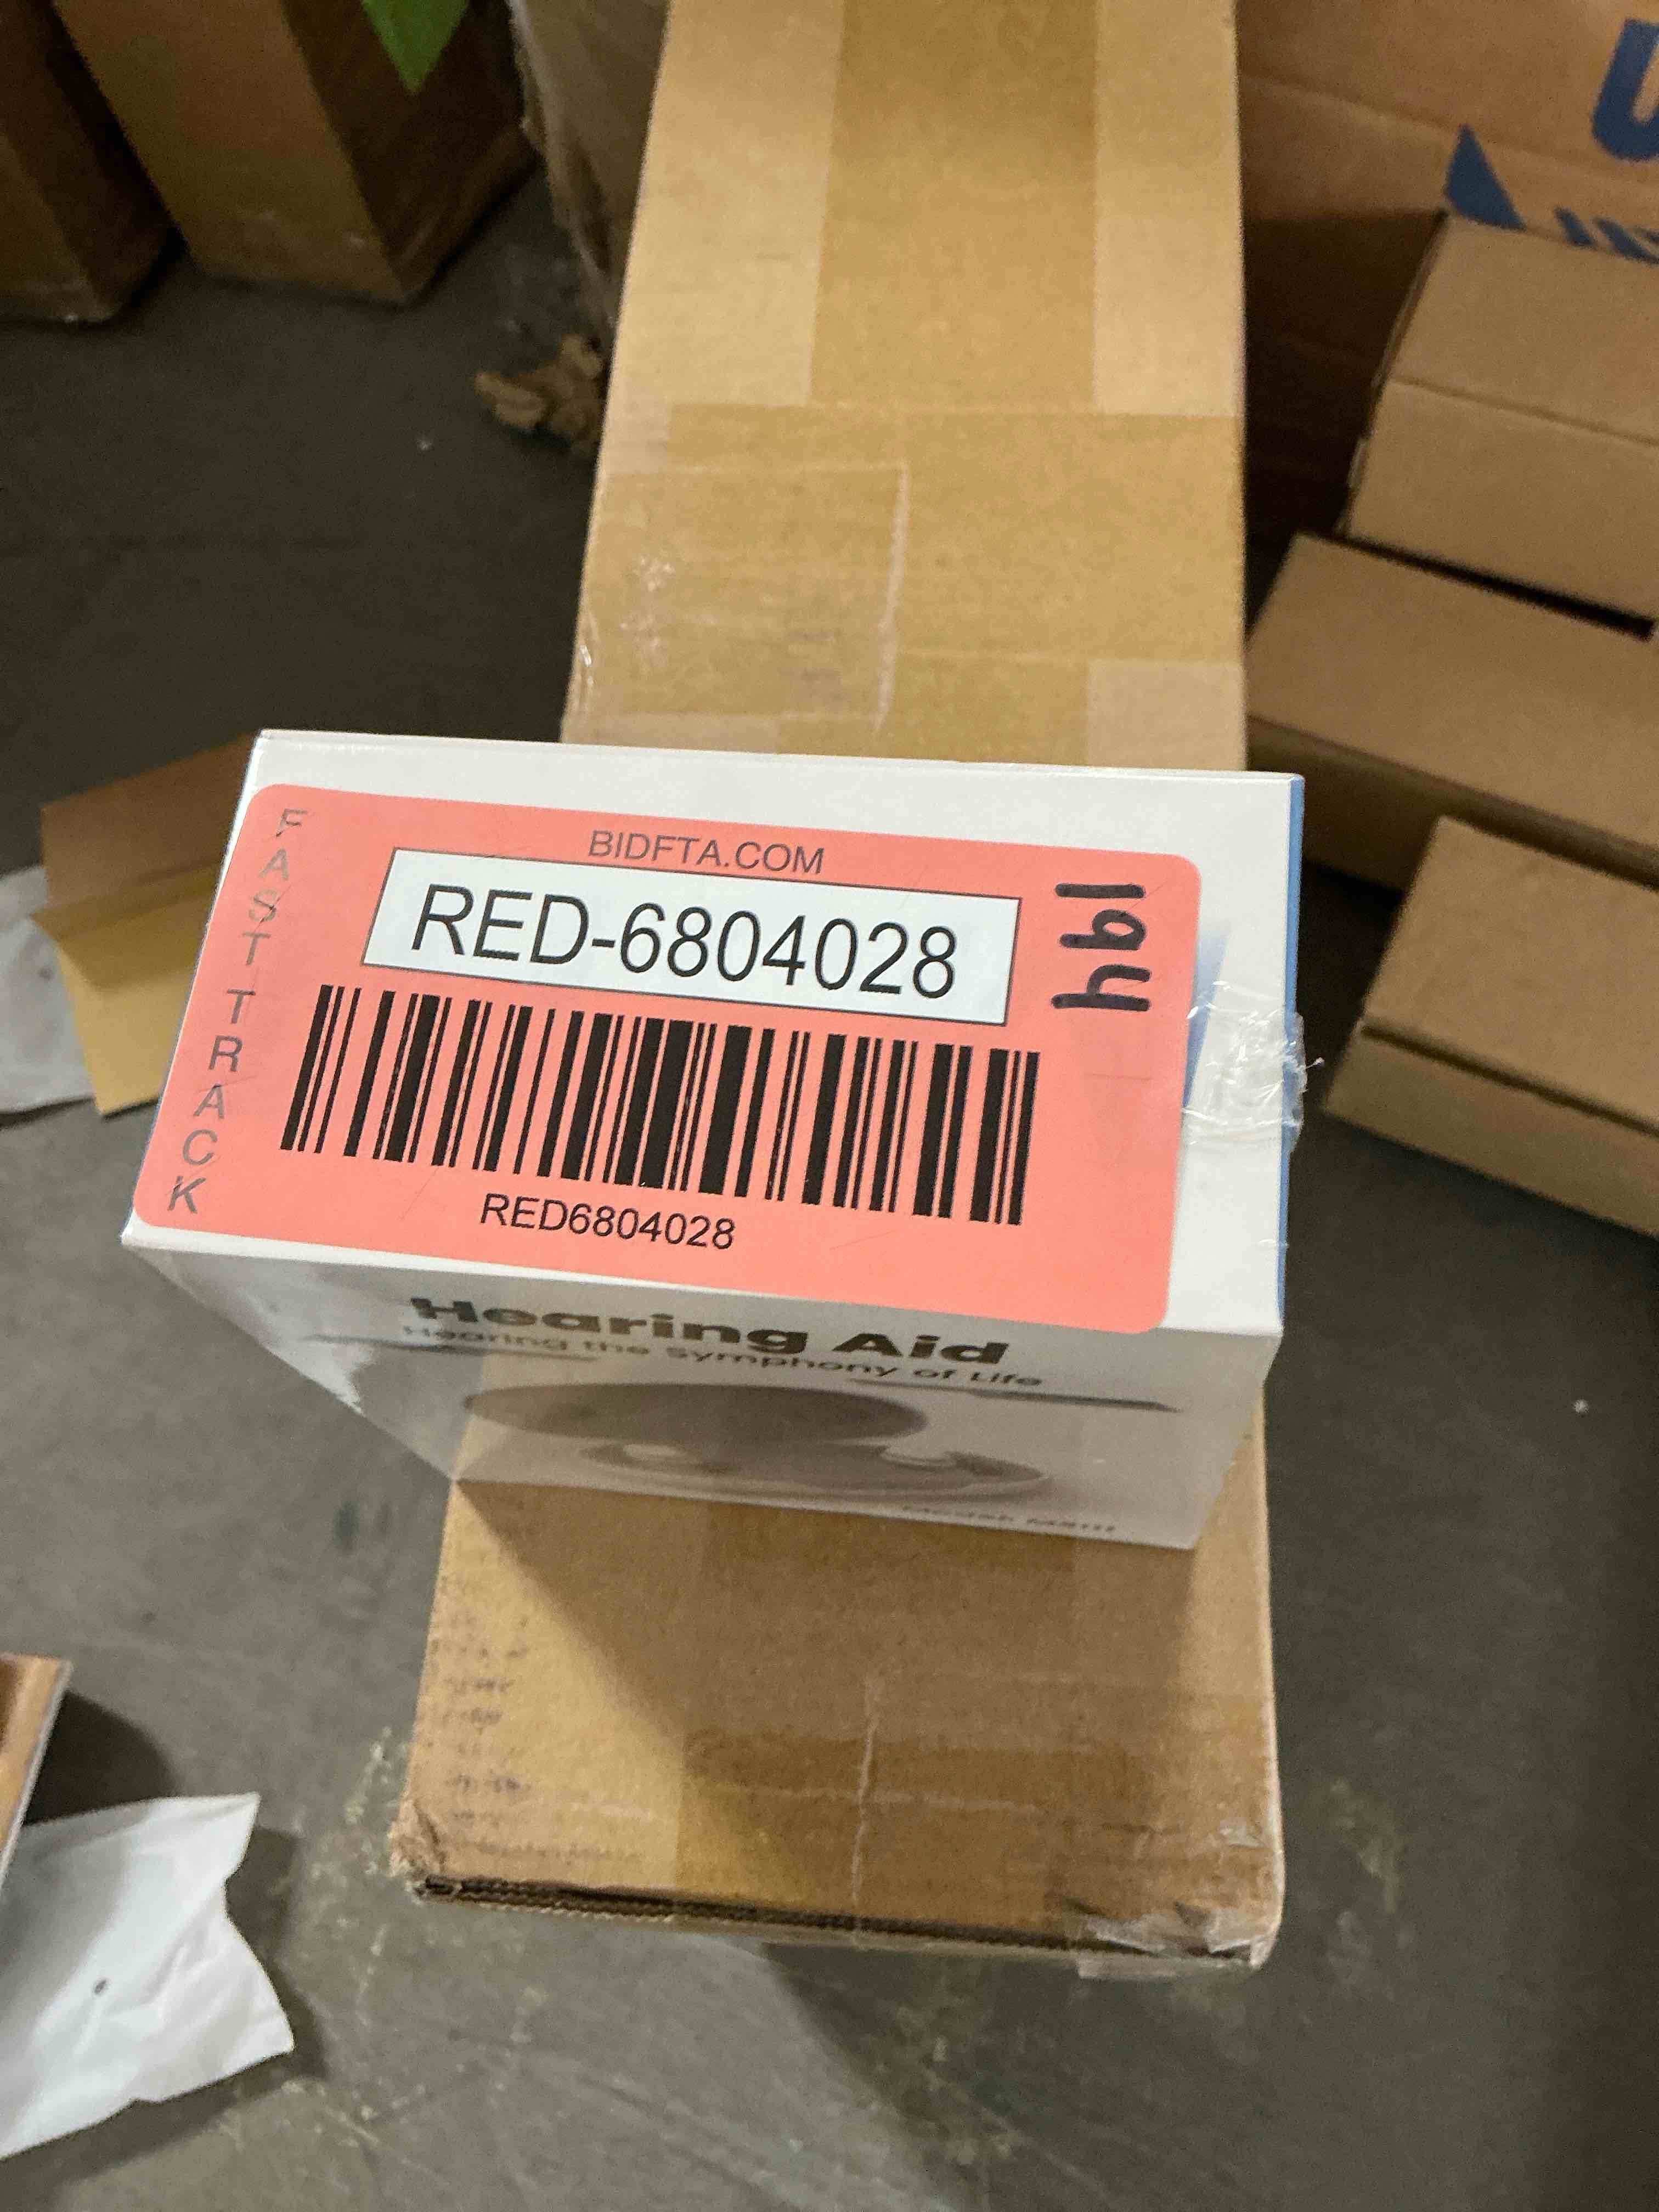 FAST TRACK
BIDFTA.COM
RED-6804028
194
RED6804028
Hearing Aid
Hearing the Symphony of Life
U